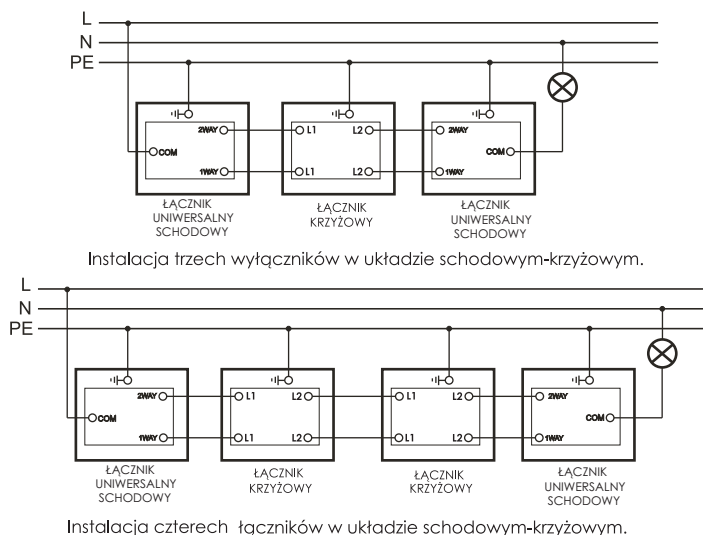 L
N
PE
2WAY L1 L2 2WAY
COM COM
1WAY L1 L2 1WAY
ŁĄCZNIK UNIWERSALNY SCHODOWY
ŁĄCZNIK KRZYŻOWY
ŁĄCZNIK UNIWERSALNY SCHODOWY
Instalacja trzech wyłączników w układzie schodowym-krzyżowym.
L
N
PE
2WAY L1 L2 L1 L2 2WAY
COM COM
1WAY L1 L2 L1 L2 1WAY
ŁĄCZNIK UNIWERSALNY SCHODOWY
ŁĄCZNIK KRZYŻOWY
ŁĄCZNIK KRZYŻOWY
ŁĄCZNIK UNIWERSALNY SCHODOWY
Instalacja czterech łączników w układzie schodowym-krzyżowym.